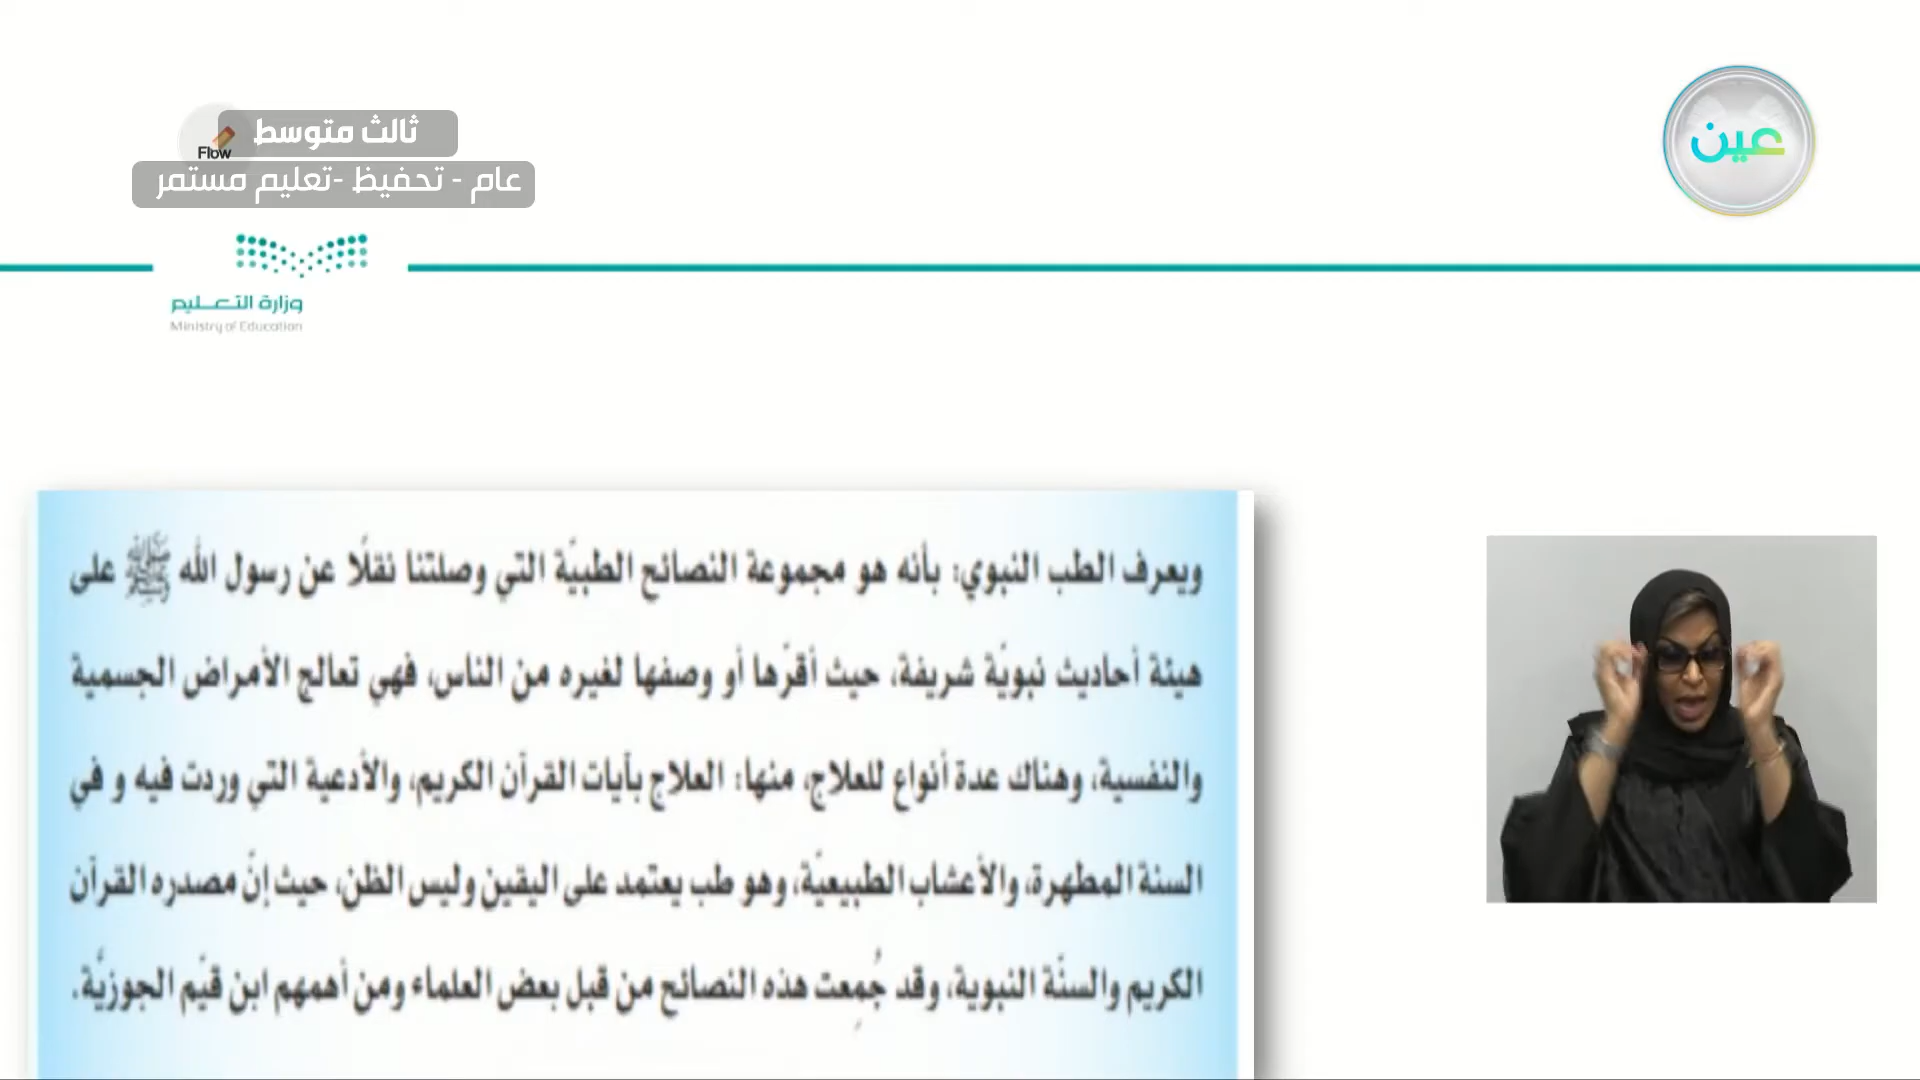 ثالث متوسط
Flow
عام - تحفيظ -تعليم مستمر
عين
وزارة التعليم
Ministry of Education
ويعرف الطب النبوي: بأنه هو مجموعة النصائح الطبيّة التي وصلتنا نقلًا عن رسول الله ﷺ على
هيئة أحاديث نبويّة شريفة، حيث أقرّها أو وصفها لغيره من الناس، فهي تعالج الأمراض الجسمية
والنفسية، وهناك عدة أنواع للعلاج، منها: العلاج بآيات القرآن الكريم، والأدعية التي وردت فيه و في
السنة المطهرة، والأعشاب الطبيعيّة، وهو طب يعتمد على اليقين وليس الظن، حيث إنّ مصدره القرآن
الكريم والسنّة النبوية، وقد جُمِعت هذه النصائح من قبل بعض العلماء ومن أهمهم ابن قيّم الجوزيَّة.